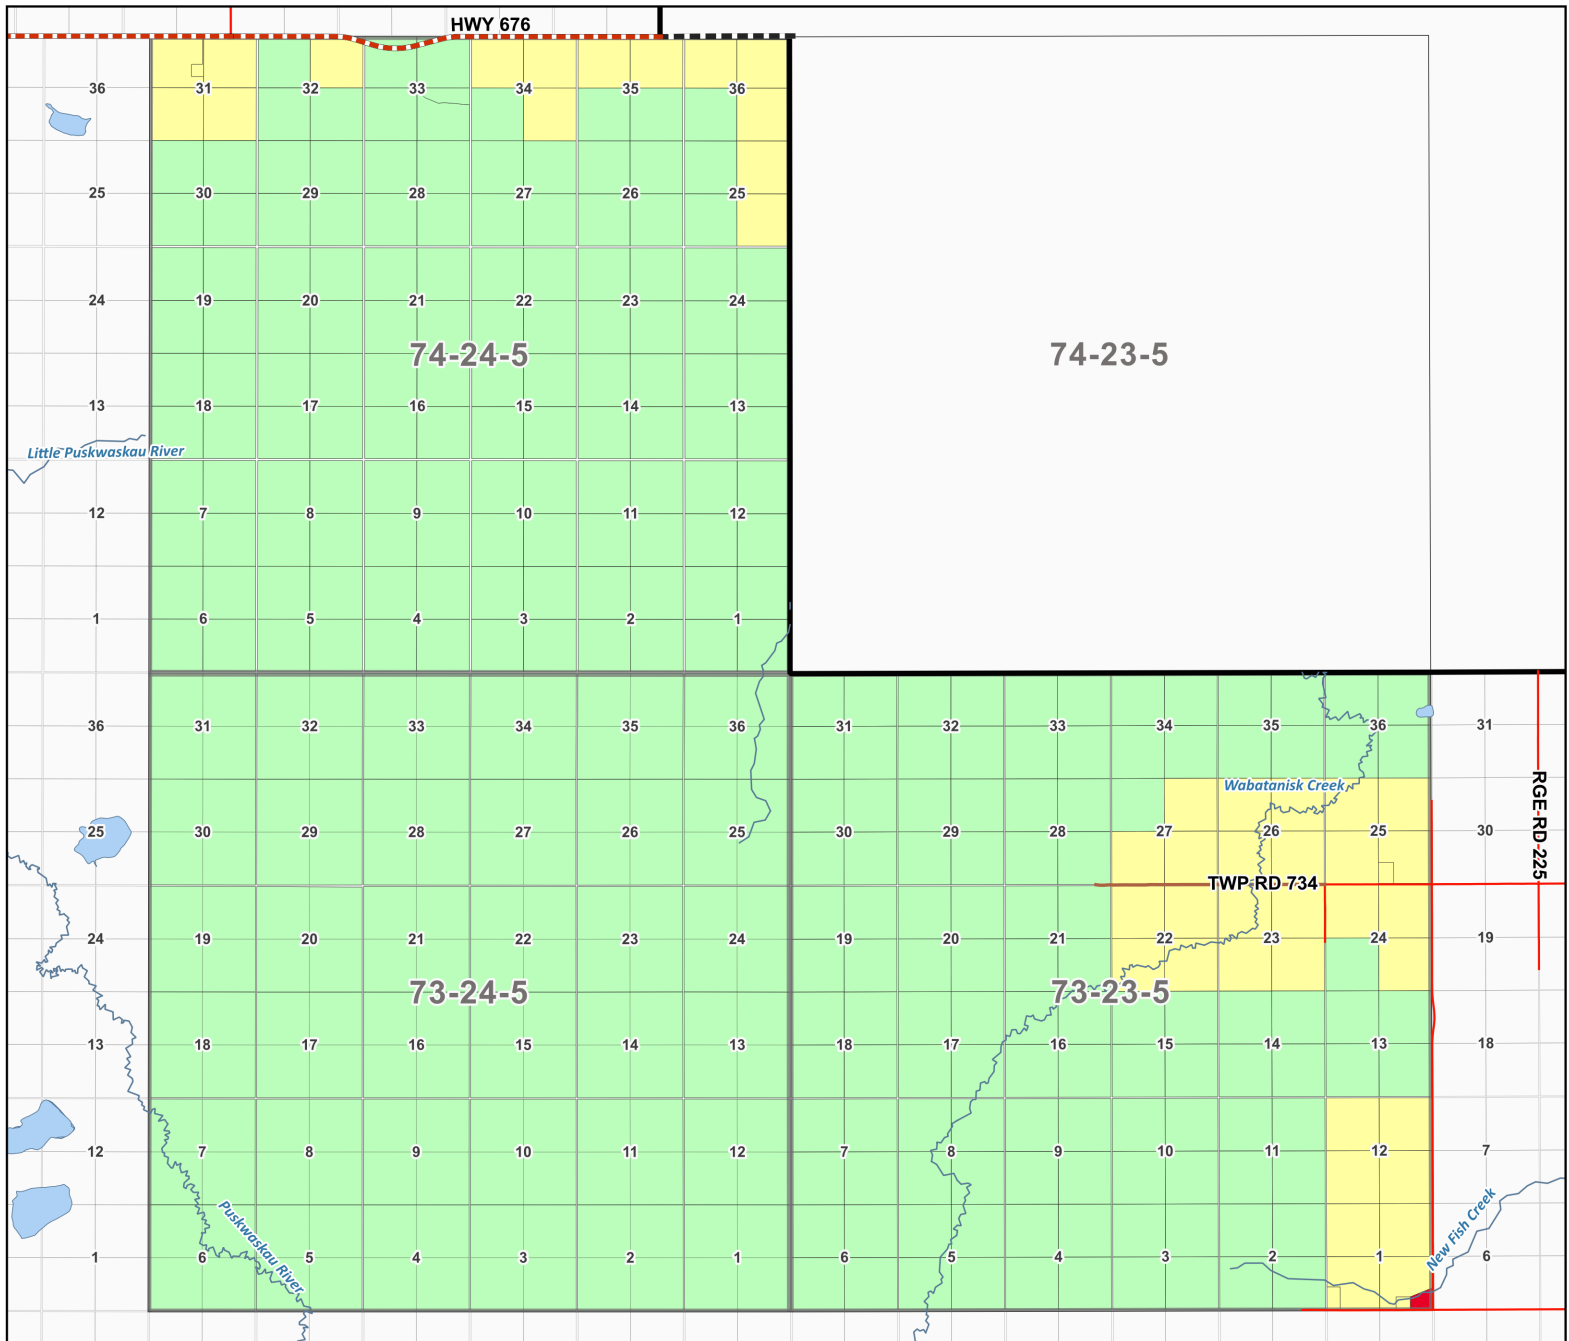 HWY 676
36 31 32 33 34 35 36
25 30 29 28 27 26 25
24 19 20 21 22 23 24
74-24-5 74-23-5
13 18 17 16 15 14 13
Little Puskwaskau River
12 7 8 9 10 11 12
1 6 5 4 3 2 1
36 31 32 33 34 35 36 31 32 33 34 35 36 31
Wabatanisk Creek
RGE RD 225
25 30 29 28 27 26 25 30 29 28 27 26 25 30
TWP RD 734
24 19 20 21 22 23 24 19 20 21 22 23 24 19
73-24-5 73-23-5
13 18 17 16 15 14 13 18 17 16 15 14 13 18
12 7 8 9 10 11 12 7 8 9 10 11 12 7
Puskwaskau River
New Fish Creek
1 6 5 4 3 2 1 6 5 4 3 2 1 6